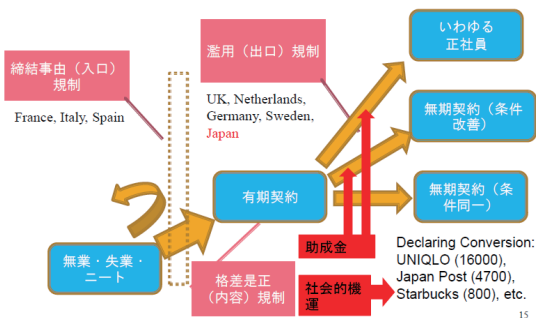 締結事由（入口）
規制
France, Italy, Spain
濫用（出口）規制
UK, Netherlands,
Germany, Sweden,
Japan
いわゆる
正社員
無期契約（条件
改善）
無期契約（条
件同一）
有期契約
無業・失業・
ニート
格差是正
（内容）規制
助成金
社会的機
運
Declaring Conversion:
UNIQLO (16000),
Japan Post (4700),
Starbucks (800), etc.
15